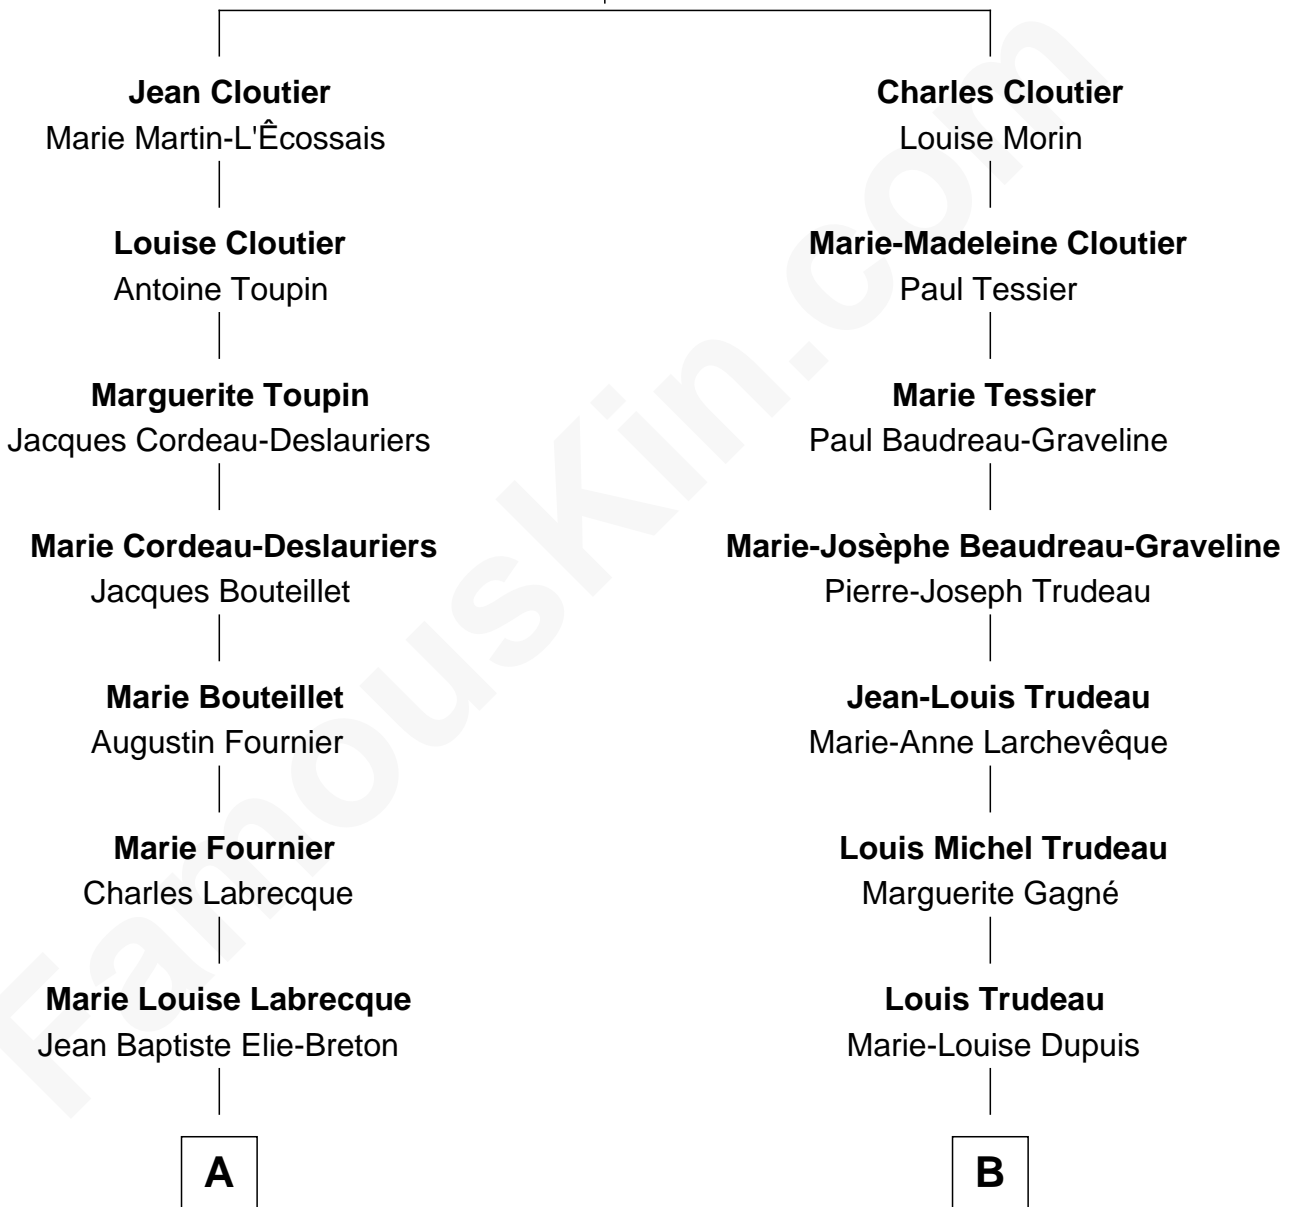 Jean Cloutier
Marie Martin-L'Êcossais
Louise Cloutier
Antoine Toupin
Marguerite Toupin
Jacques Cordeau-Deslauriers
Marie Cordeau-Deslauriers
Jacques Bouteillet
Marie Bouteillet
Augustin Fournier
Marie Fournier
Charles Labrecque
Marie Louise Labrecque
Jean Baptiste Elie-Breton
A
Charles Cloutier
Louise Morin
Marie-Madeleine Cloutier
Paul Tessier
Marie Tessier
Paul Baudreau-Graveline
Marie-Josèphe Beaudreau-Graveline
Pierre-Joseph Trudeau
Jean-Louis Trudeau
Marie-Anne Larchevêque
Louis Michel Trudeau
Marguerite Gagné
Louis Trudeau
Marie-Louise Dupuis
B
FamousKin.com